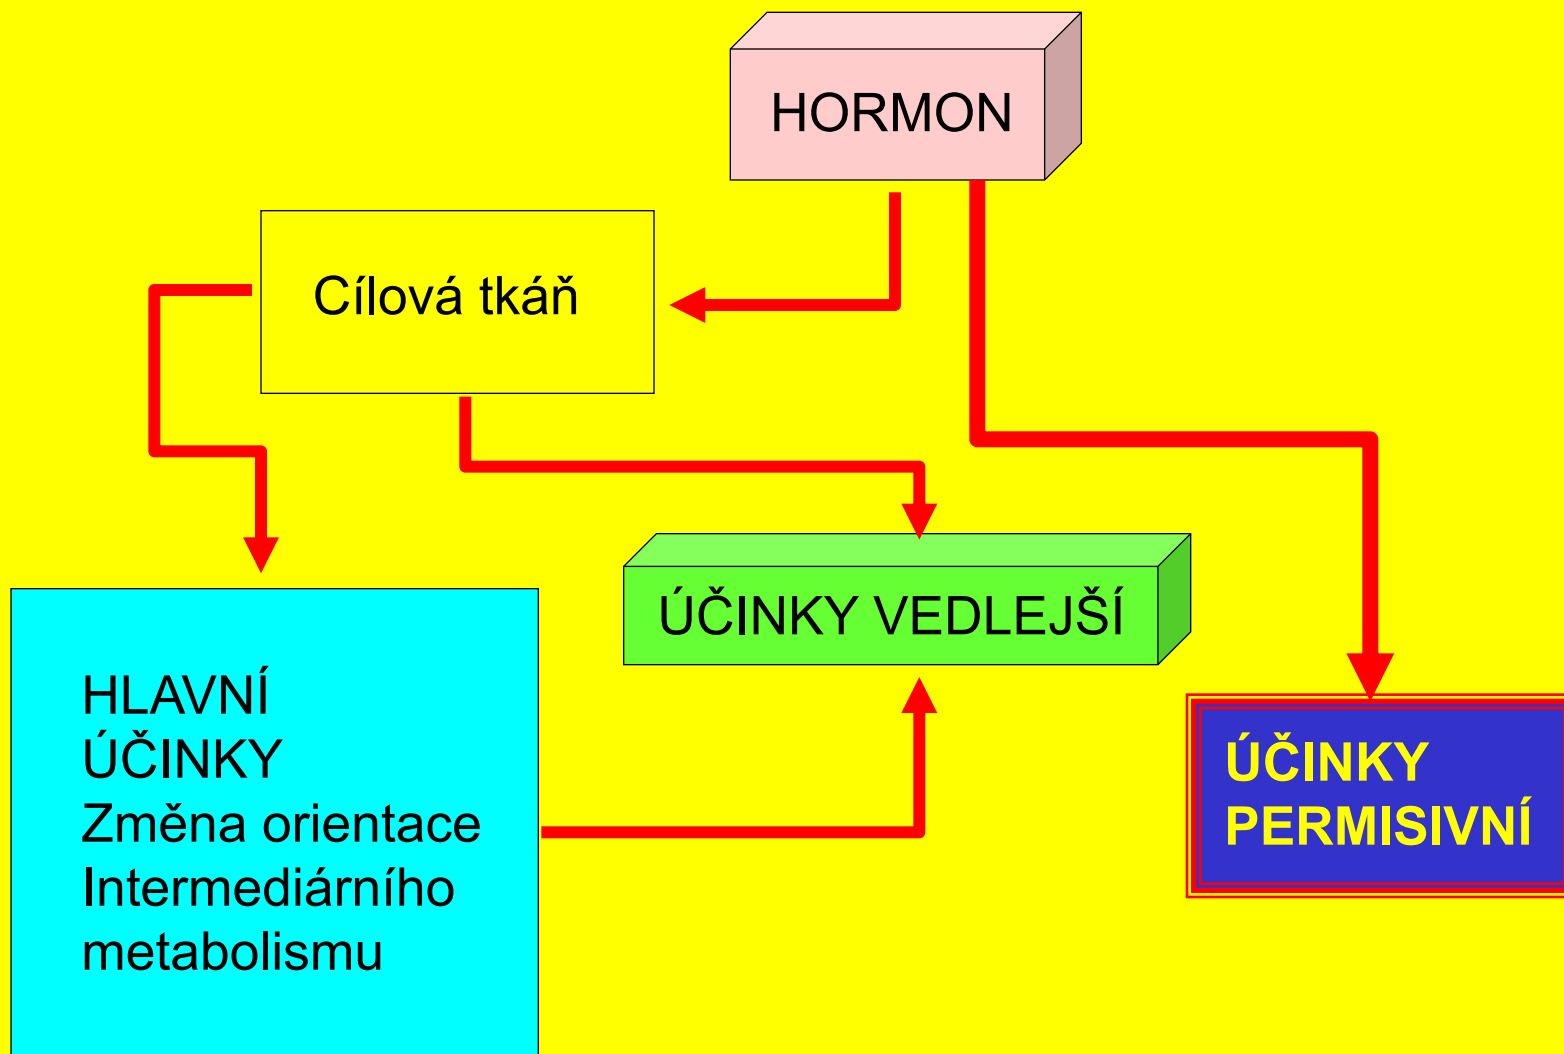 HORMON
Cílová tkáň
ÚČINKY VEDLEJŠÍ
HLAVNÍ
ÚČINKY
Změna orientace
Intermediárního
metabolismu
ÚČINKY
PERMISIVNÍ